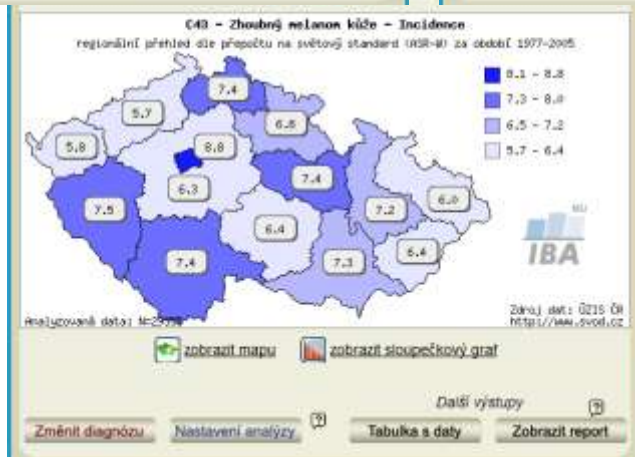 C43 - Zhoubný melanom kůže - Incidence
regionální přehled dle přepočtu na světový standard (ASR-W) za období 1977-2005
8.1 - 8.8
7.3 - 8.0
6.5 - 7.2
5.7 - 6.4
7.4
5.7
6.8
5.8
8.8
6.3
7.4
7.5
7.2
6.0
6.4
6.4
7.4
7.3
MU
IBA
Analyzovaná data:
Zdroj dat: ÚZIS ČR
http://www.svod.cz
zobrazit mapu zobrazit sloupečkový graf
Další výstupy
?
Změnit diagnózu Nastavení analýzy ? Tabulka s daty Zobrazit report